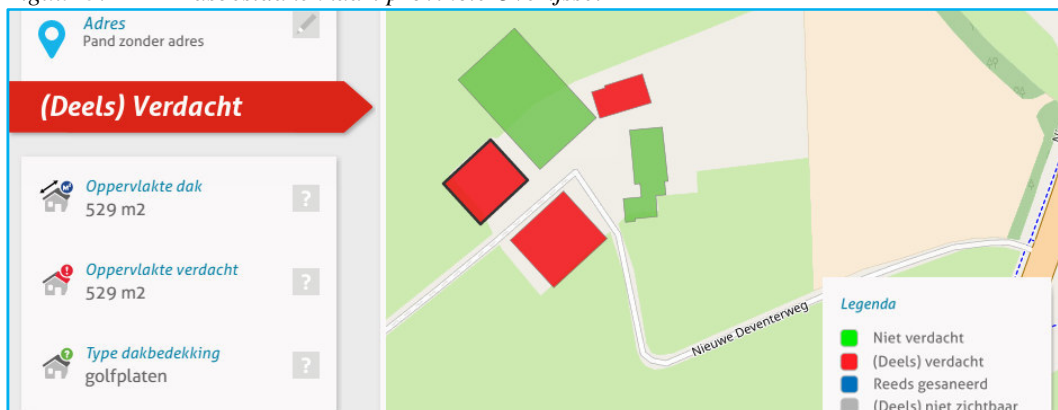 Adres
Pand zonder adres
(Deels) Verdacht
Oppervlakte dak
529 m2
?
Oppervlakte verdacht
529 m2
?
Type dakbedekking
golfplaten
?
Nieuwe Deventerweg
Legenda
Niet verdacht
(Deels) verdacht
Reeds gesaneerd
(Deels) niet zichtbaar